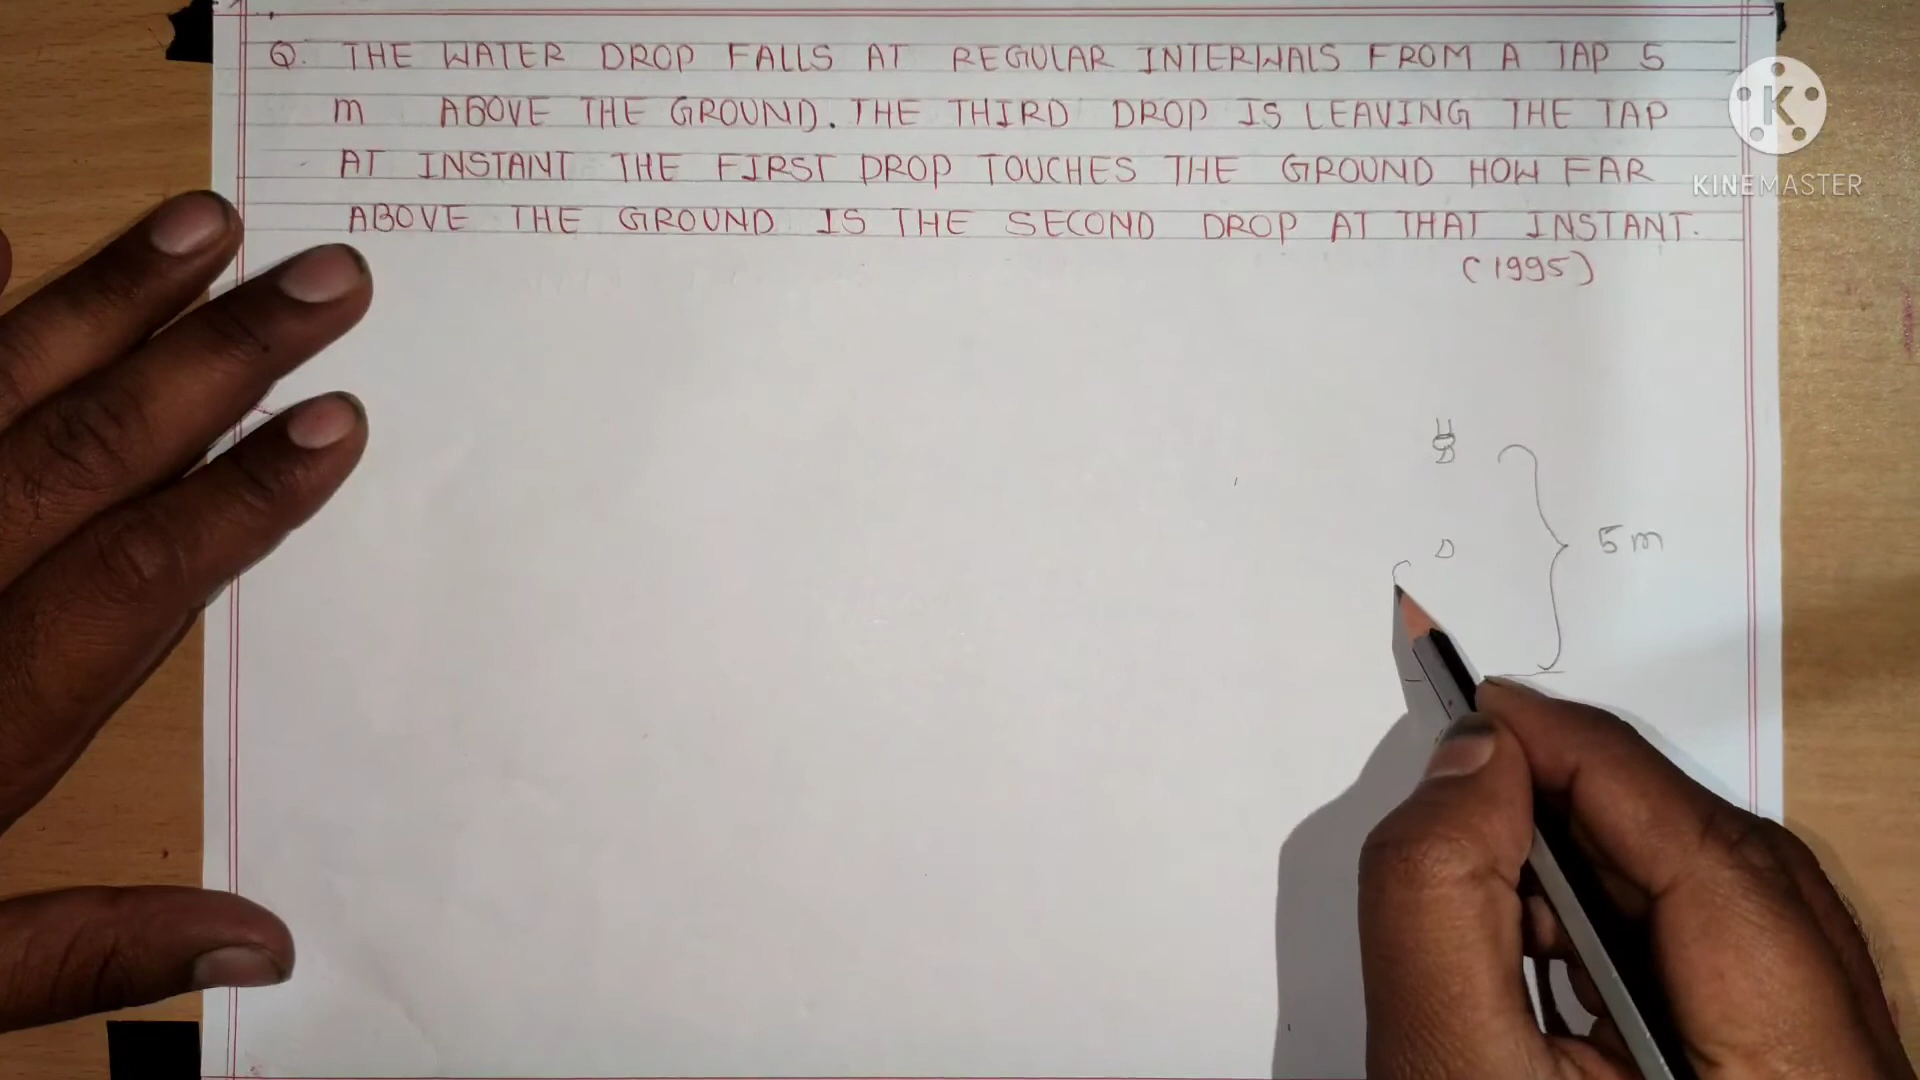 Q. THE WATER DROP FALLS AT REGULAR INTERWALS FROM A TAP 5
m ABOVE THE GROUND. THE THIRD DROP IS LEAVING THE TAP
AT INSTANT THE FIRST DROP TOUCHES THE GROUND HOW FAR
ABOVE THE GROUND IS THE SECOND DROP AT THAT INSTANT.
(1995)
K
KINEMASTER
5 m